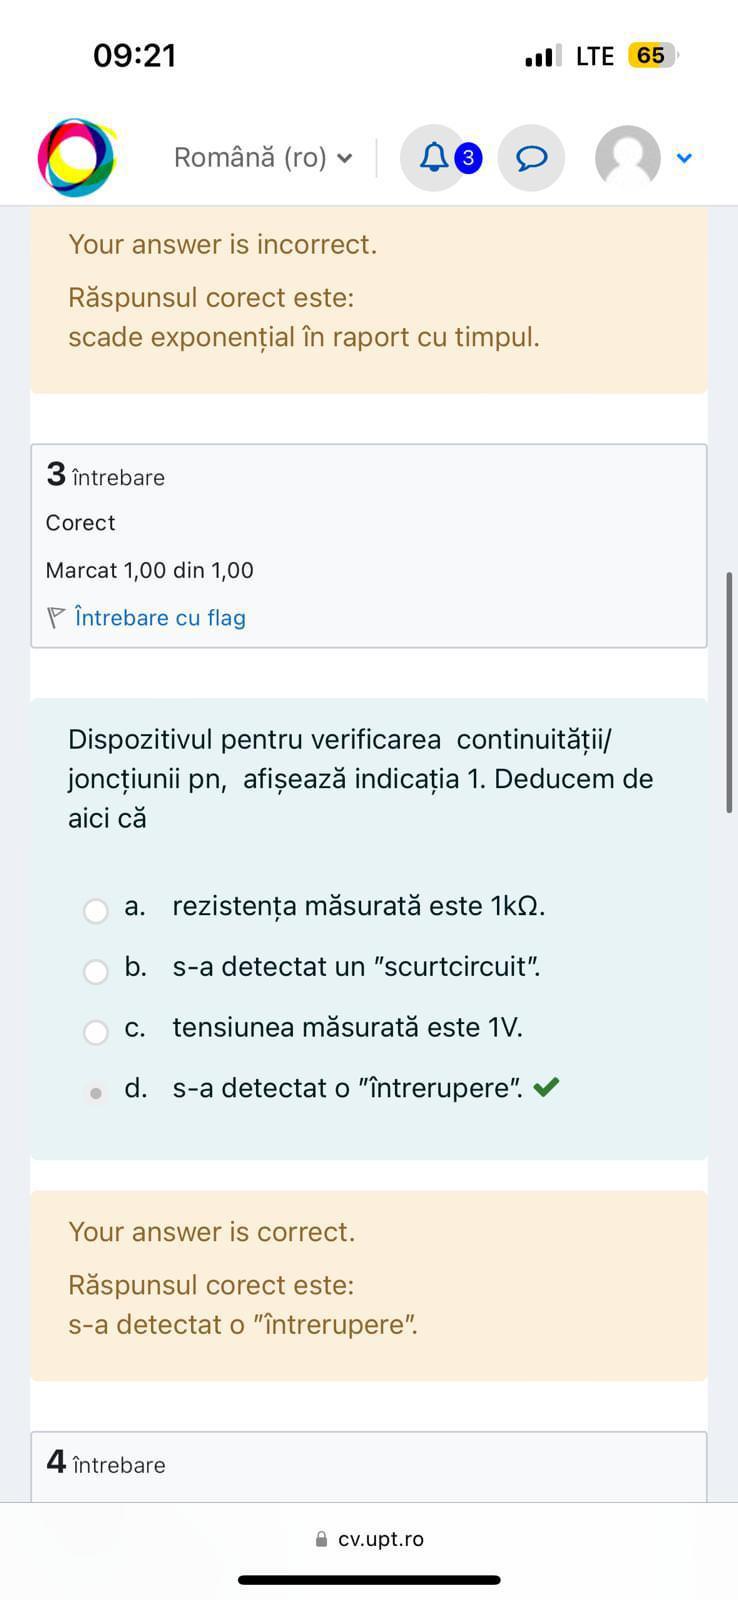 09:21
LTE 65
Română (ro)
3
Your answer is incorrect.
Răspunsul corect este:
scade exponențial în raport cu timpul.
3 întrebare
Corect
Marcat 1,00 din 1,00
Întrebare cu flag
Dispozitivul pentru verificarea continuității/
joncțiunii pn, afișează indicația 1. Deducem de
aici că
a. rezistența măsurată este 1kΩ.
b. s-a detectat un ”scurtcircuit”.
c. tensiunea măsurată este 1V.
d. s-a detectat o ”întrerupere”.
Your answer is correct.
Răspunsul corect este:
s-a detectat o ”întrerupere”.
4 întrebare
cv.upt.ro